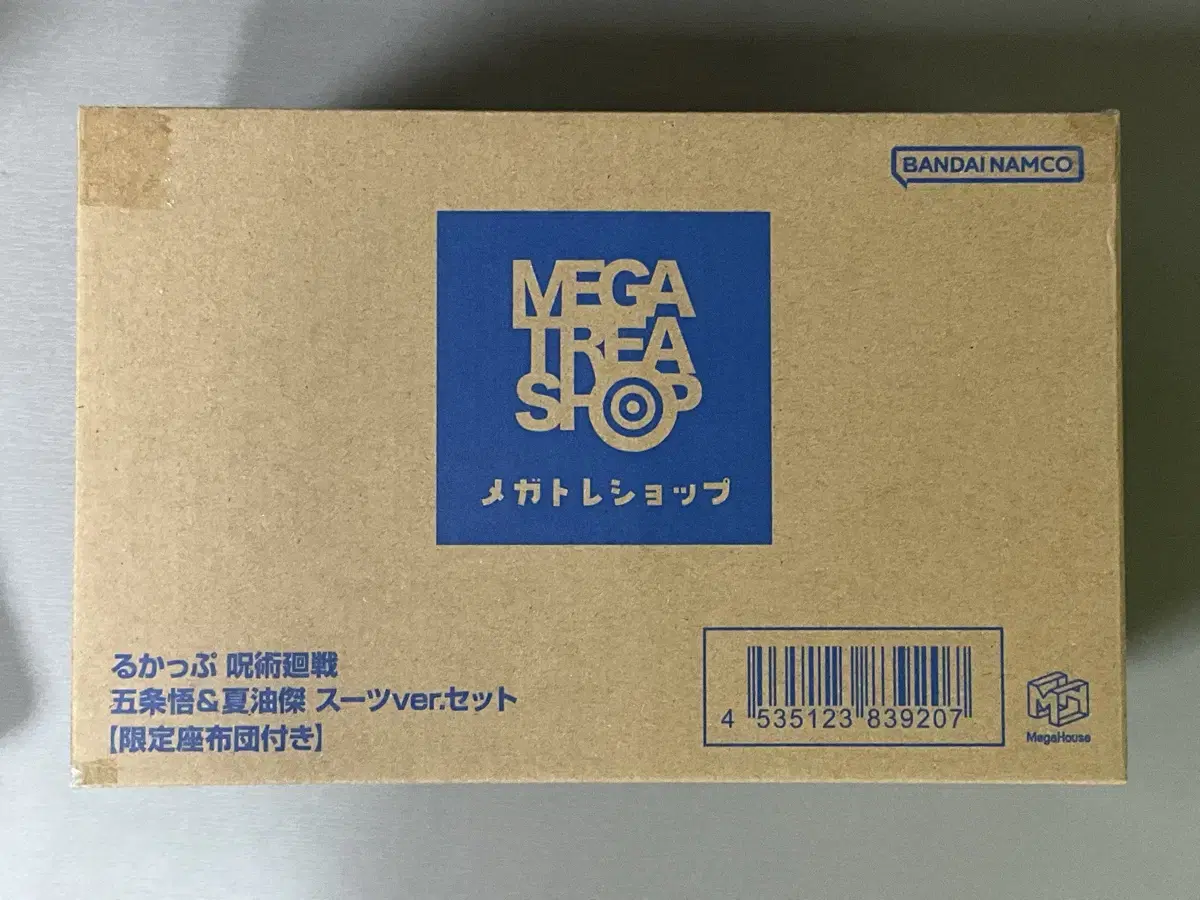 BANDAI NAMCO
MEGA
TREA
SHOP
メガトレショップ
るかっぷ 呪術廻戦
五条悟&夏油傑 スーツver.セット
【限定座布団付き】
4 535123 839207
MegaHouse